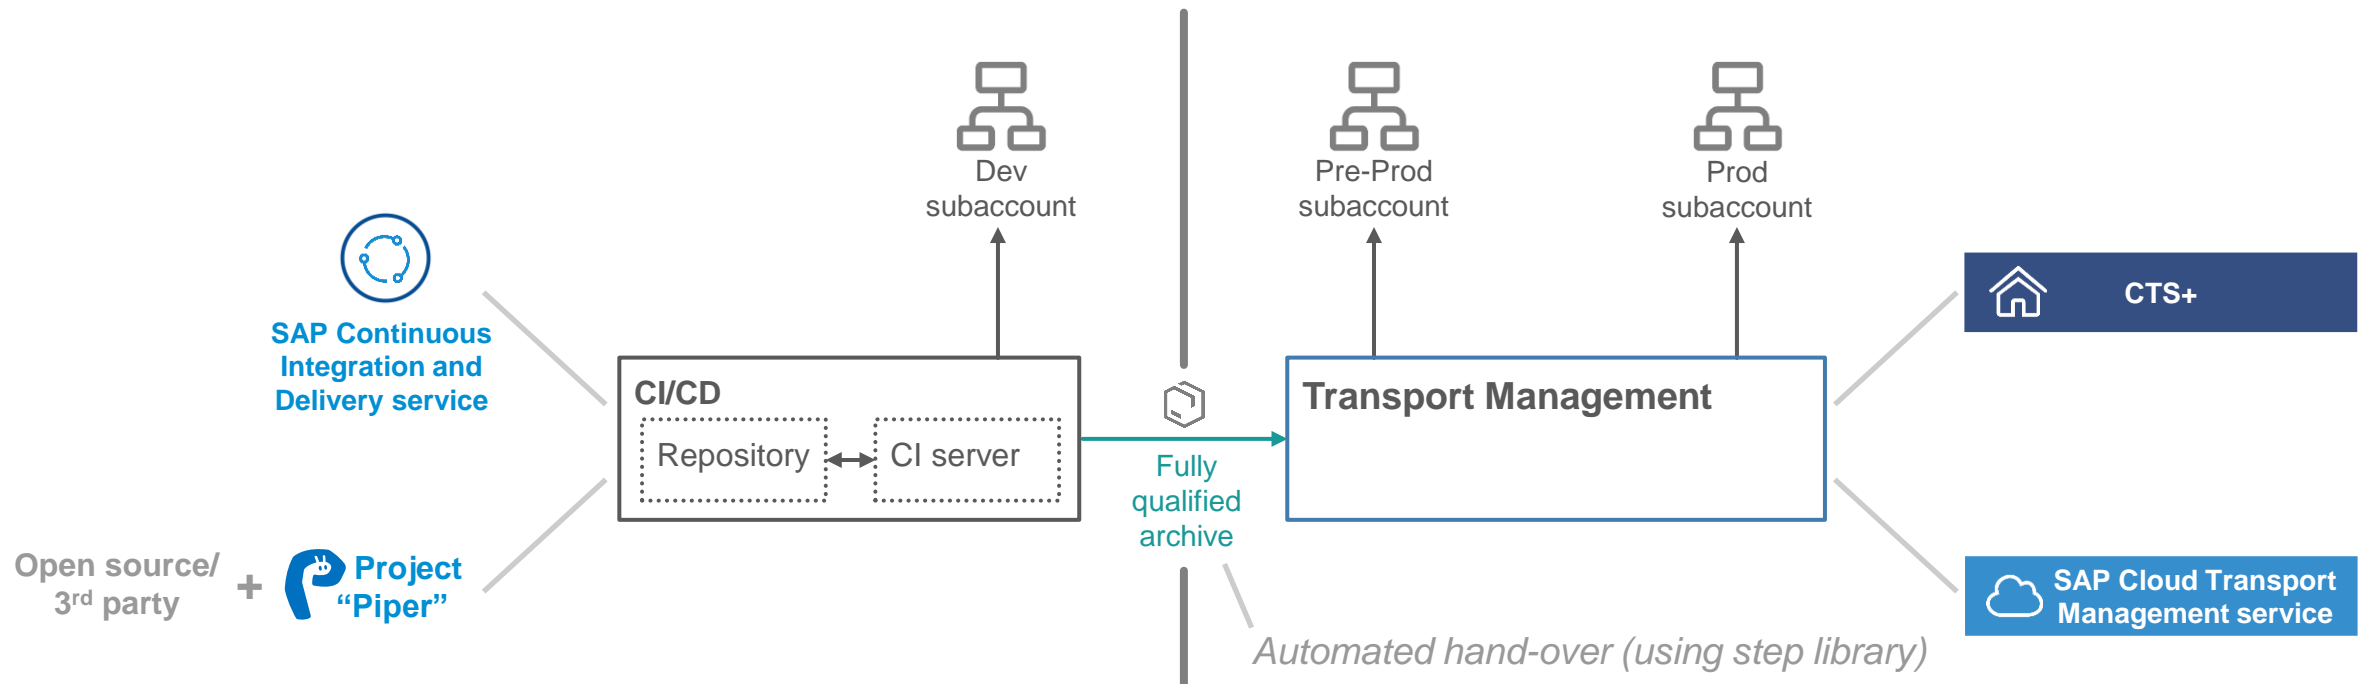 Dev
subaccount
Pre-Prod
subaccount
Prod
subaccount
SAP Continuous
Integration and
Delivery service
CI/CD
Repository
CI server
Open source/
3rd party
+
Project
“Piper”
Fully
qualified
archive
Transport Management
CTS+
SAP Cloud Transport
Management service
Automated hand-over (using step library)